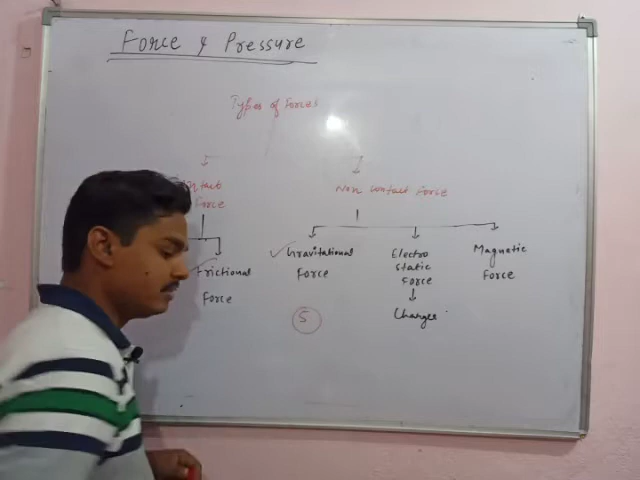 Force & Pressure
Types of Forces
Force
Non Contact Force
Frictional
Force
Gravitational
Force
Electro
Static
Force
Charges
Magnetic
Force
5